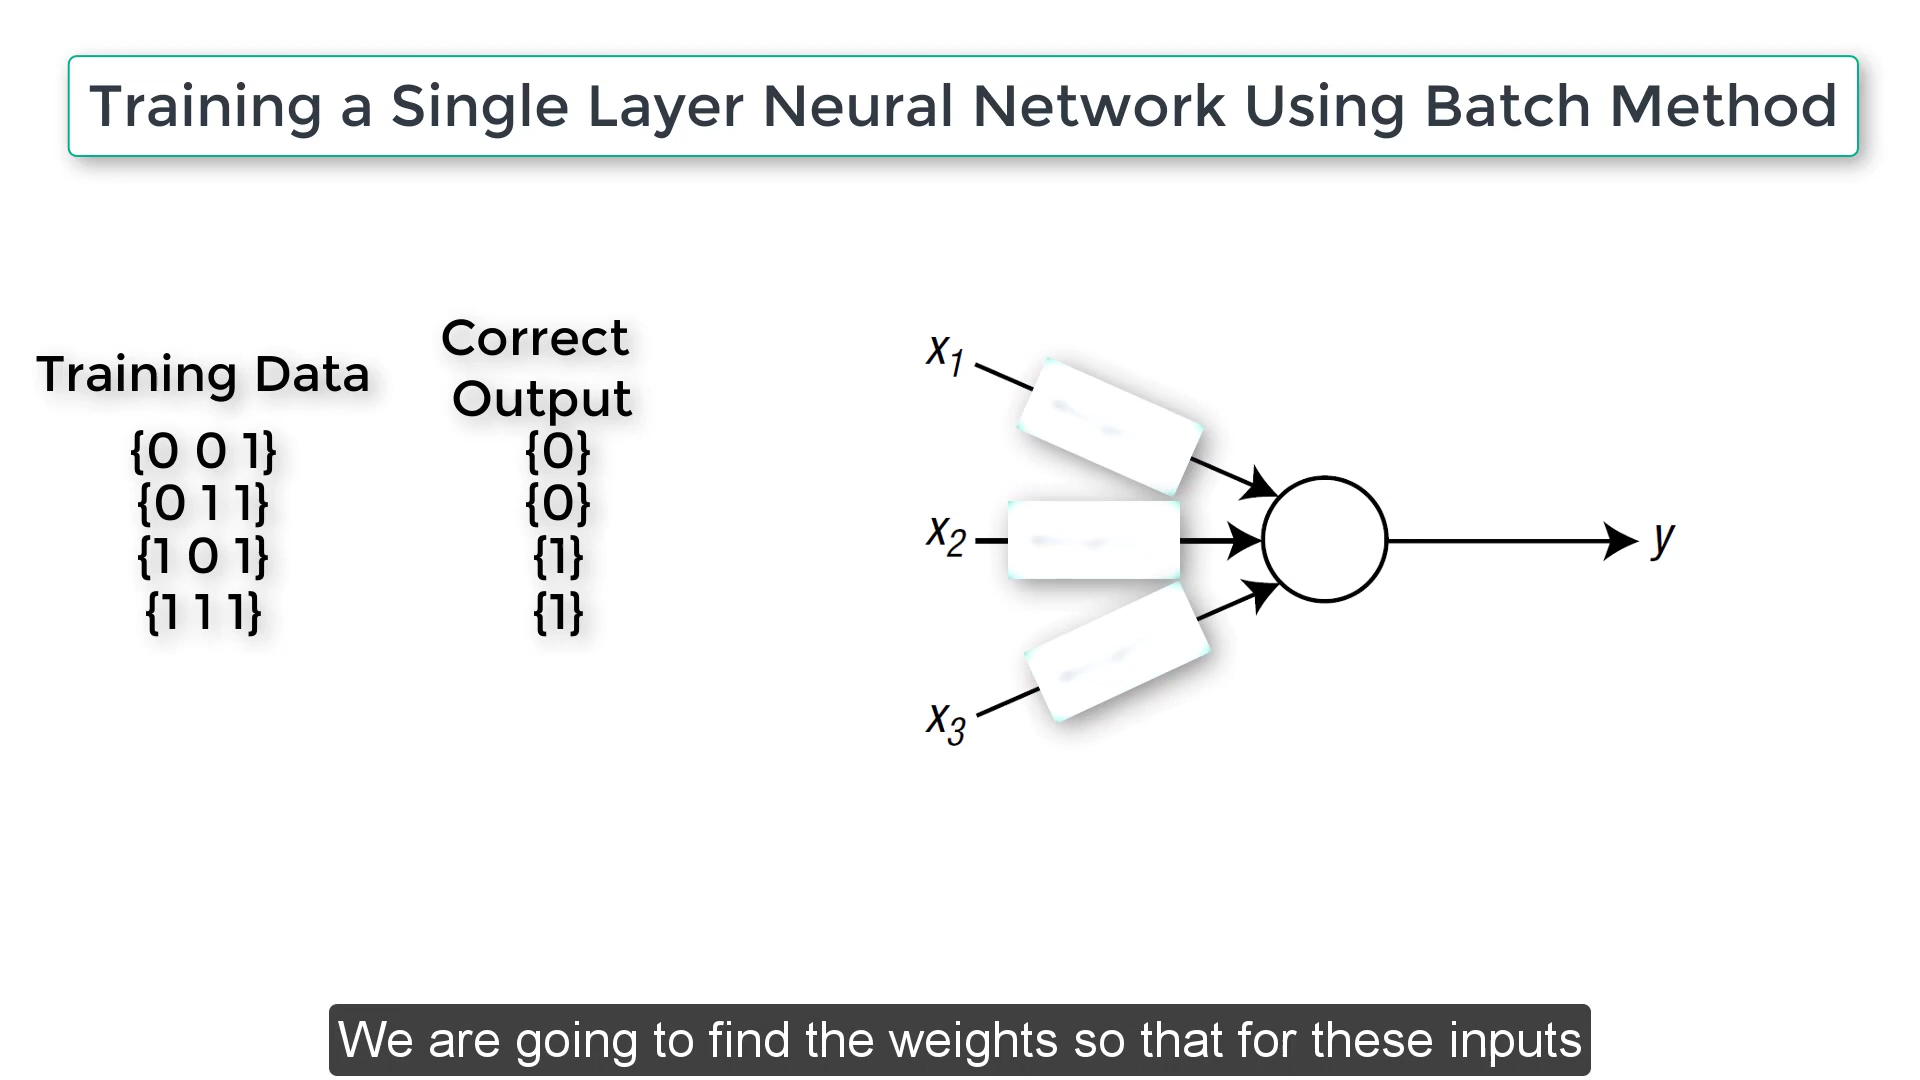 Training a Single Layer Neural Network Using Batch Method
Training Data
Correct
Output
{0 0 1}
{0}
{0 1 1}
{0}
{1 0 1}
{1}
{1 1 1}
{1}
x1
x2
x3
y
We are going to find the weights so that for these inputs